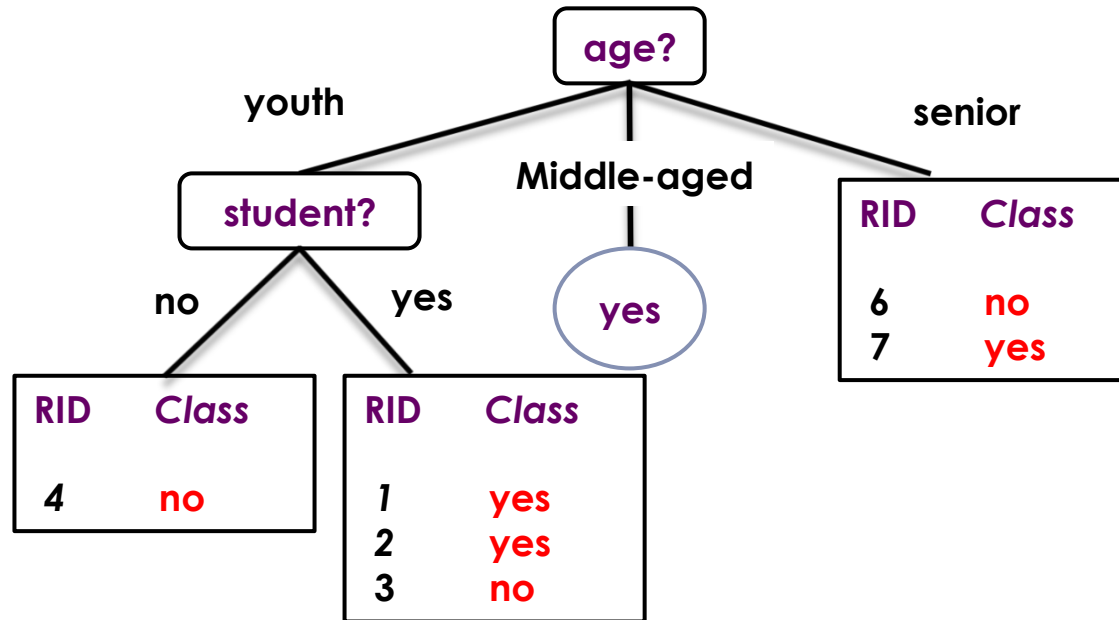 age?
youth
senior
Middle-aged
student?
no
yes
yes
RID Class
6 no
7 yes
RID Class
4 no
RID Class
1 yes
2 yes
3 no